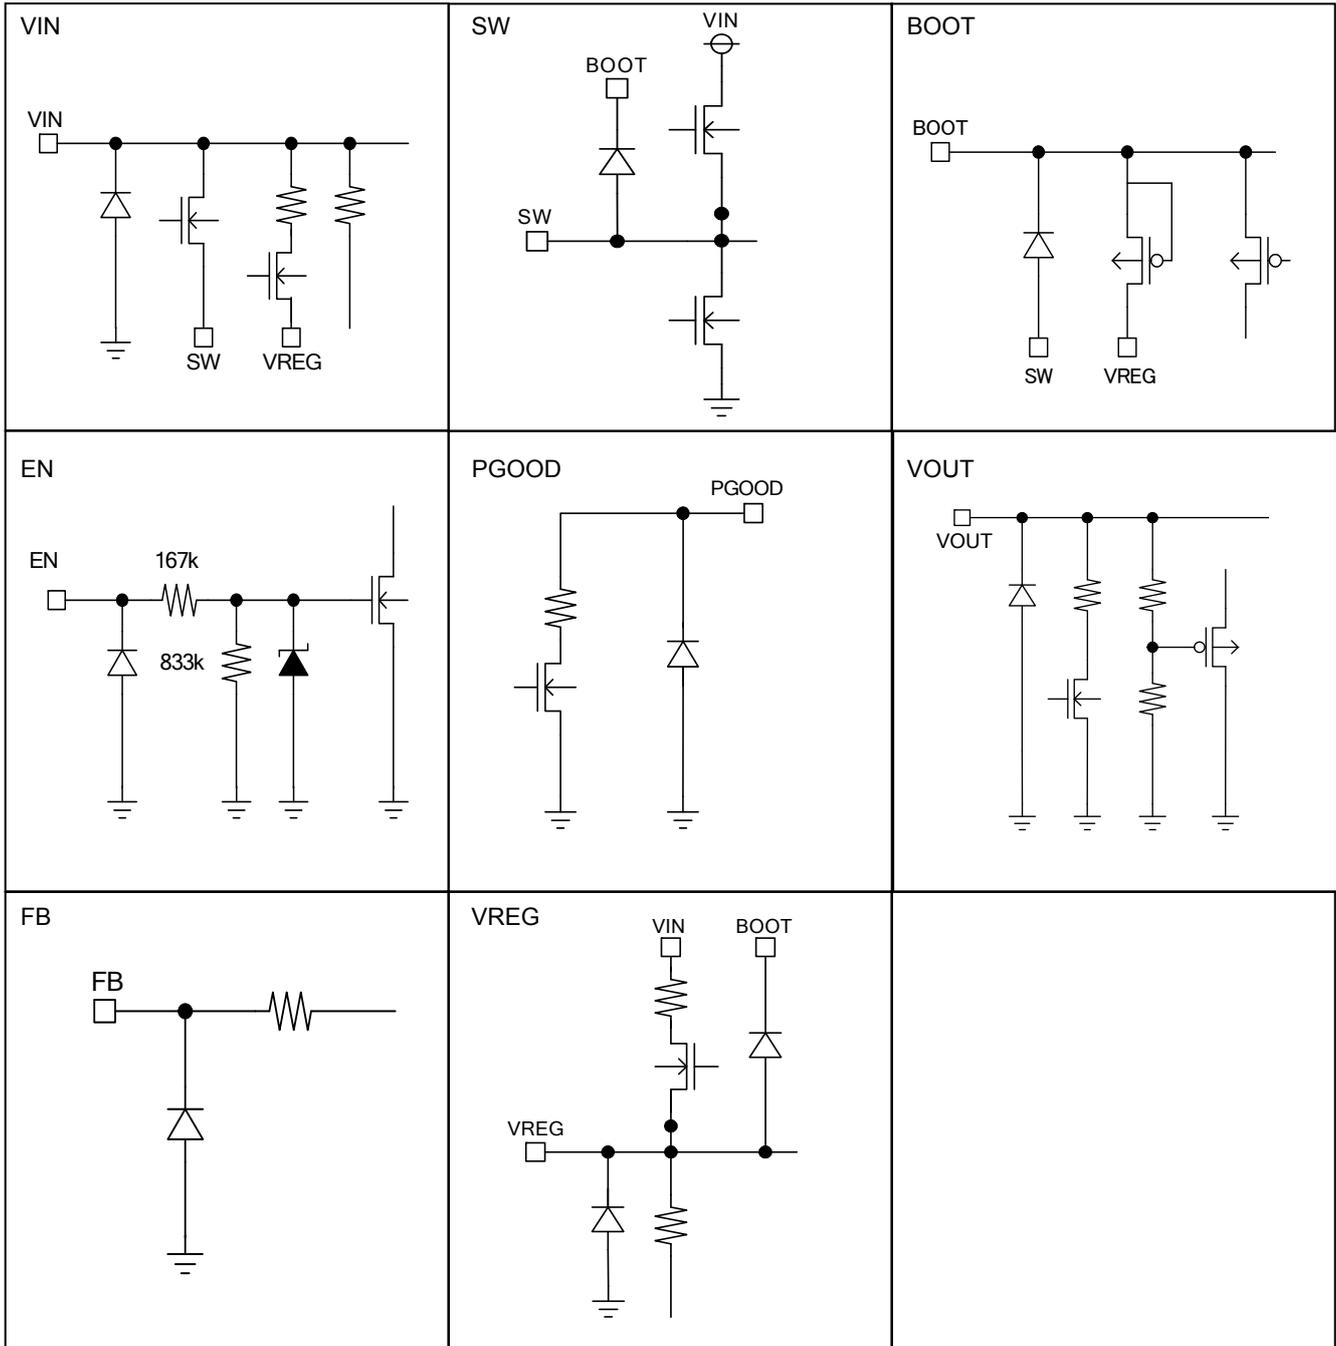 VIN
VIN
SW
VREG
SW
VIN
BOOT
SW
BOOT
BOOT
SW
VREG
EN
EN
167k
833k
PGOOD
PGOOD
VOUT
VOUT
FB
FB
VREG
VIN
BOOT
VREG